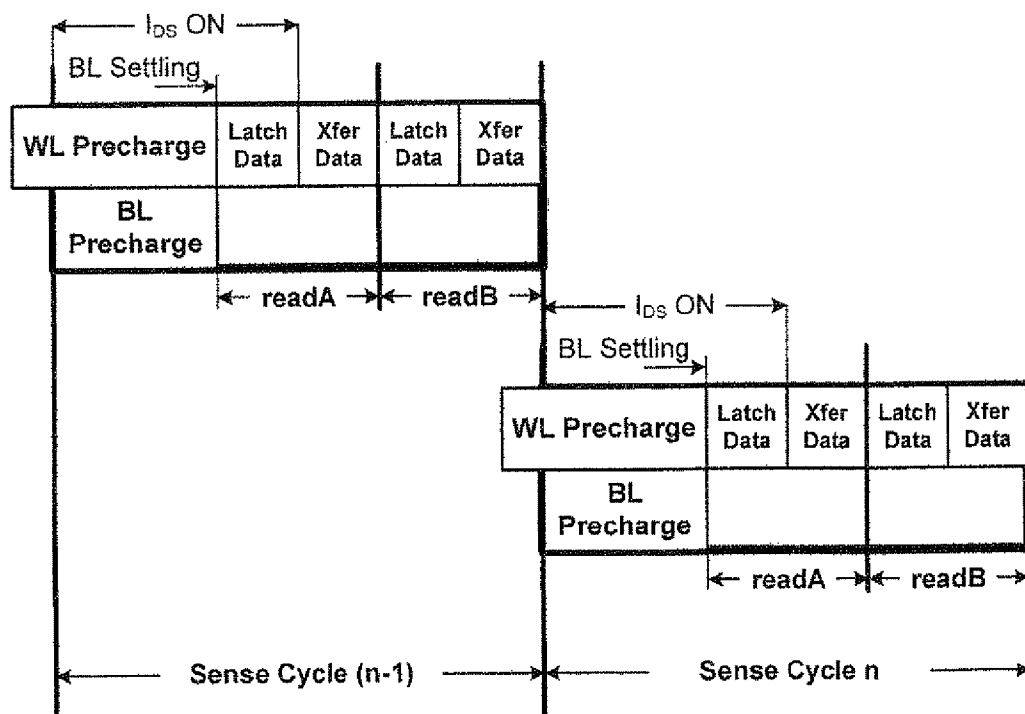 I_DS ON
BL Settling
WL Precharge
Latch Data
Xfer Data
Latch Data
Xfer Data
BL Precharge
readA
readB
I_DS ON
BL Settling
WL Precharge
Latch Data
Xfer Data
Latch Data
Xfer Data
BL Precharge
readA
readB
Sense Cycle (n-1)
Sense Cycle n